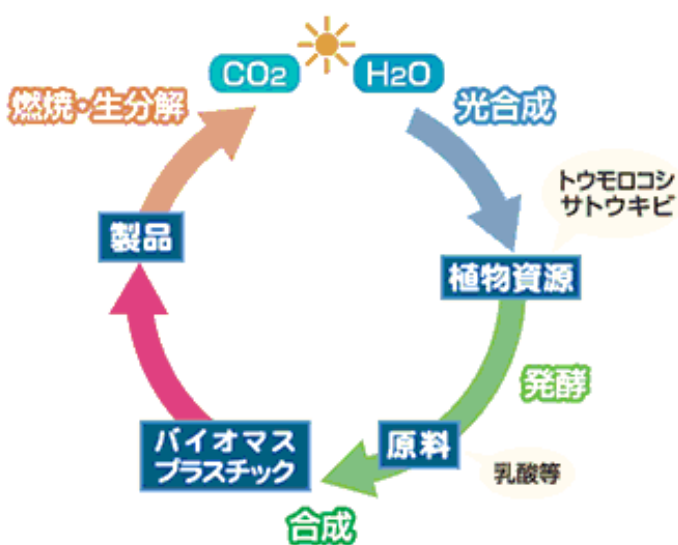 CO2
H2O
光合成
トウモロコシ
サトウキビ
植物資源
発酵
原料
乳酸等
合成
バイオマス
プラスチック
製品
燃焼・生分解